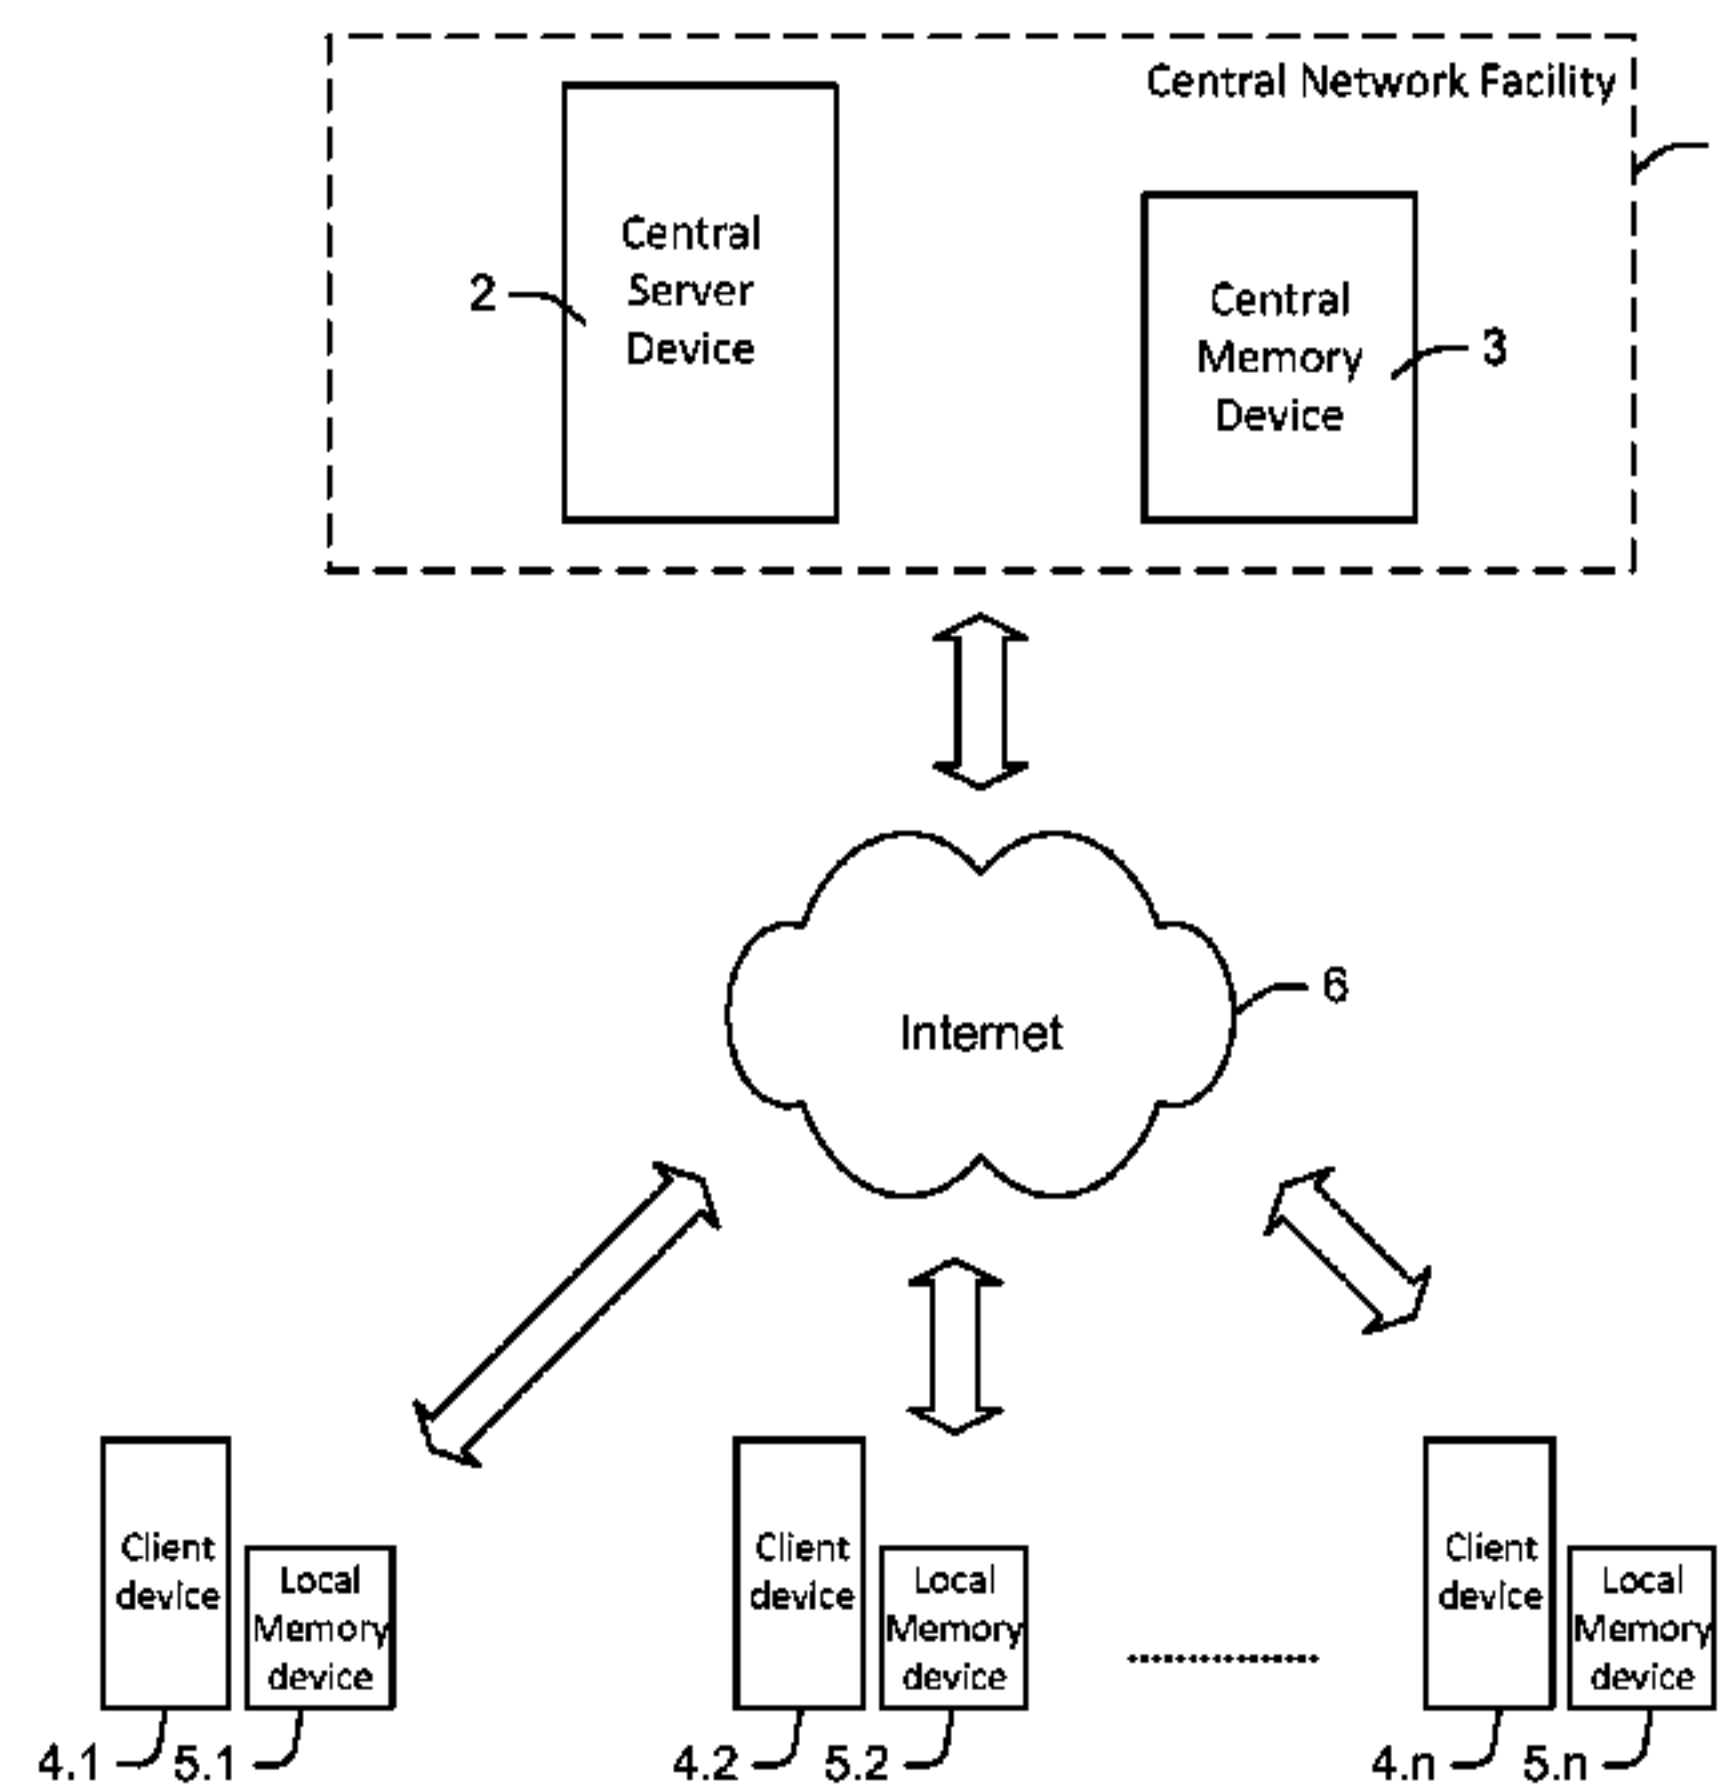 Central Network Facility
Central
Server
Device
2
Central
Memory
Device
3
Internet
6
Client
device
Local
Memory
device
Client
device
Local
Memory
device
Client
device
Local
Memory
device
4.1
5.1
4.2
5.2
4.n
5.n